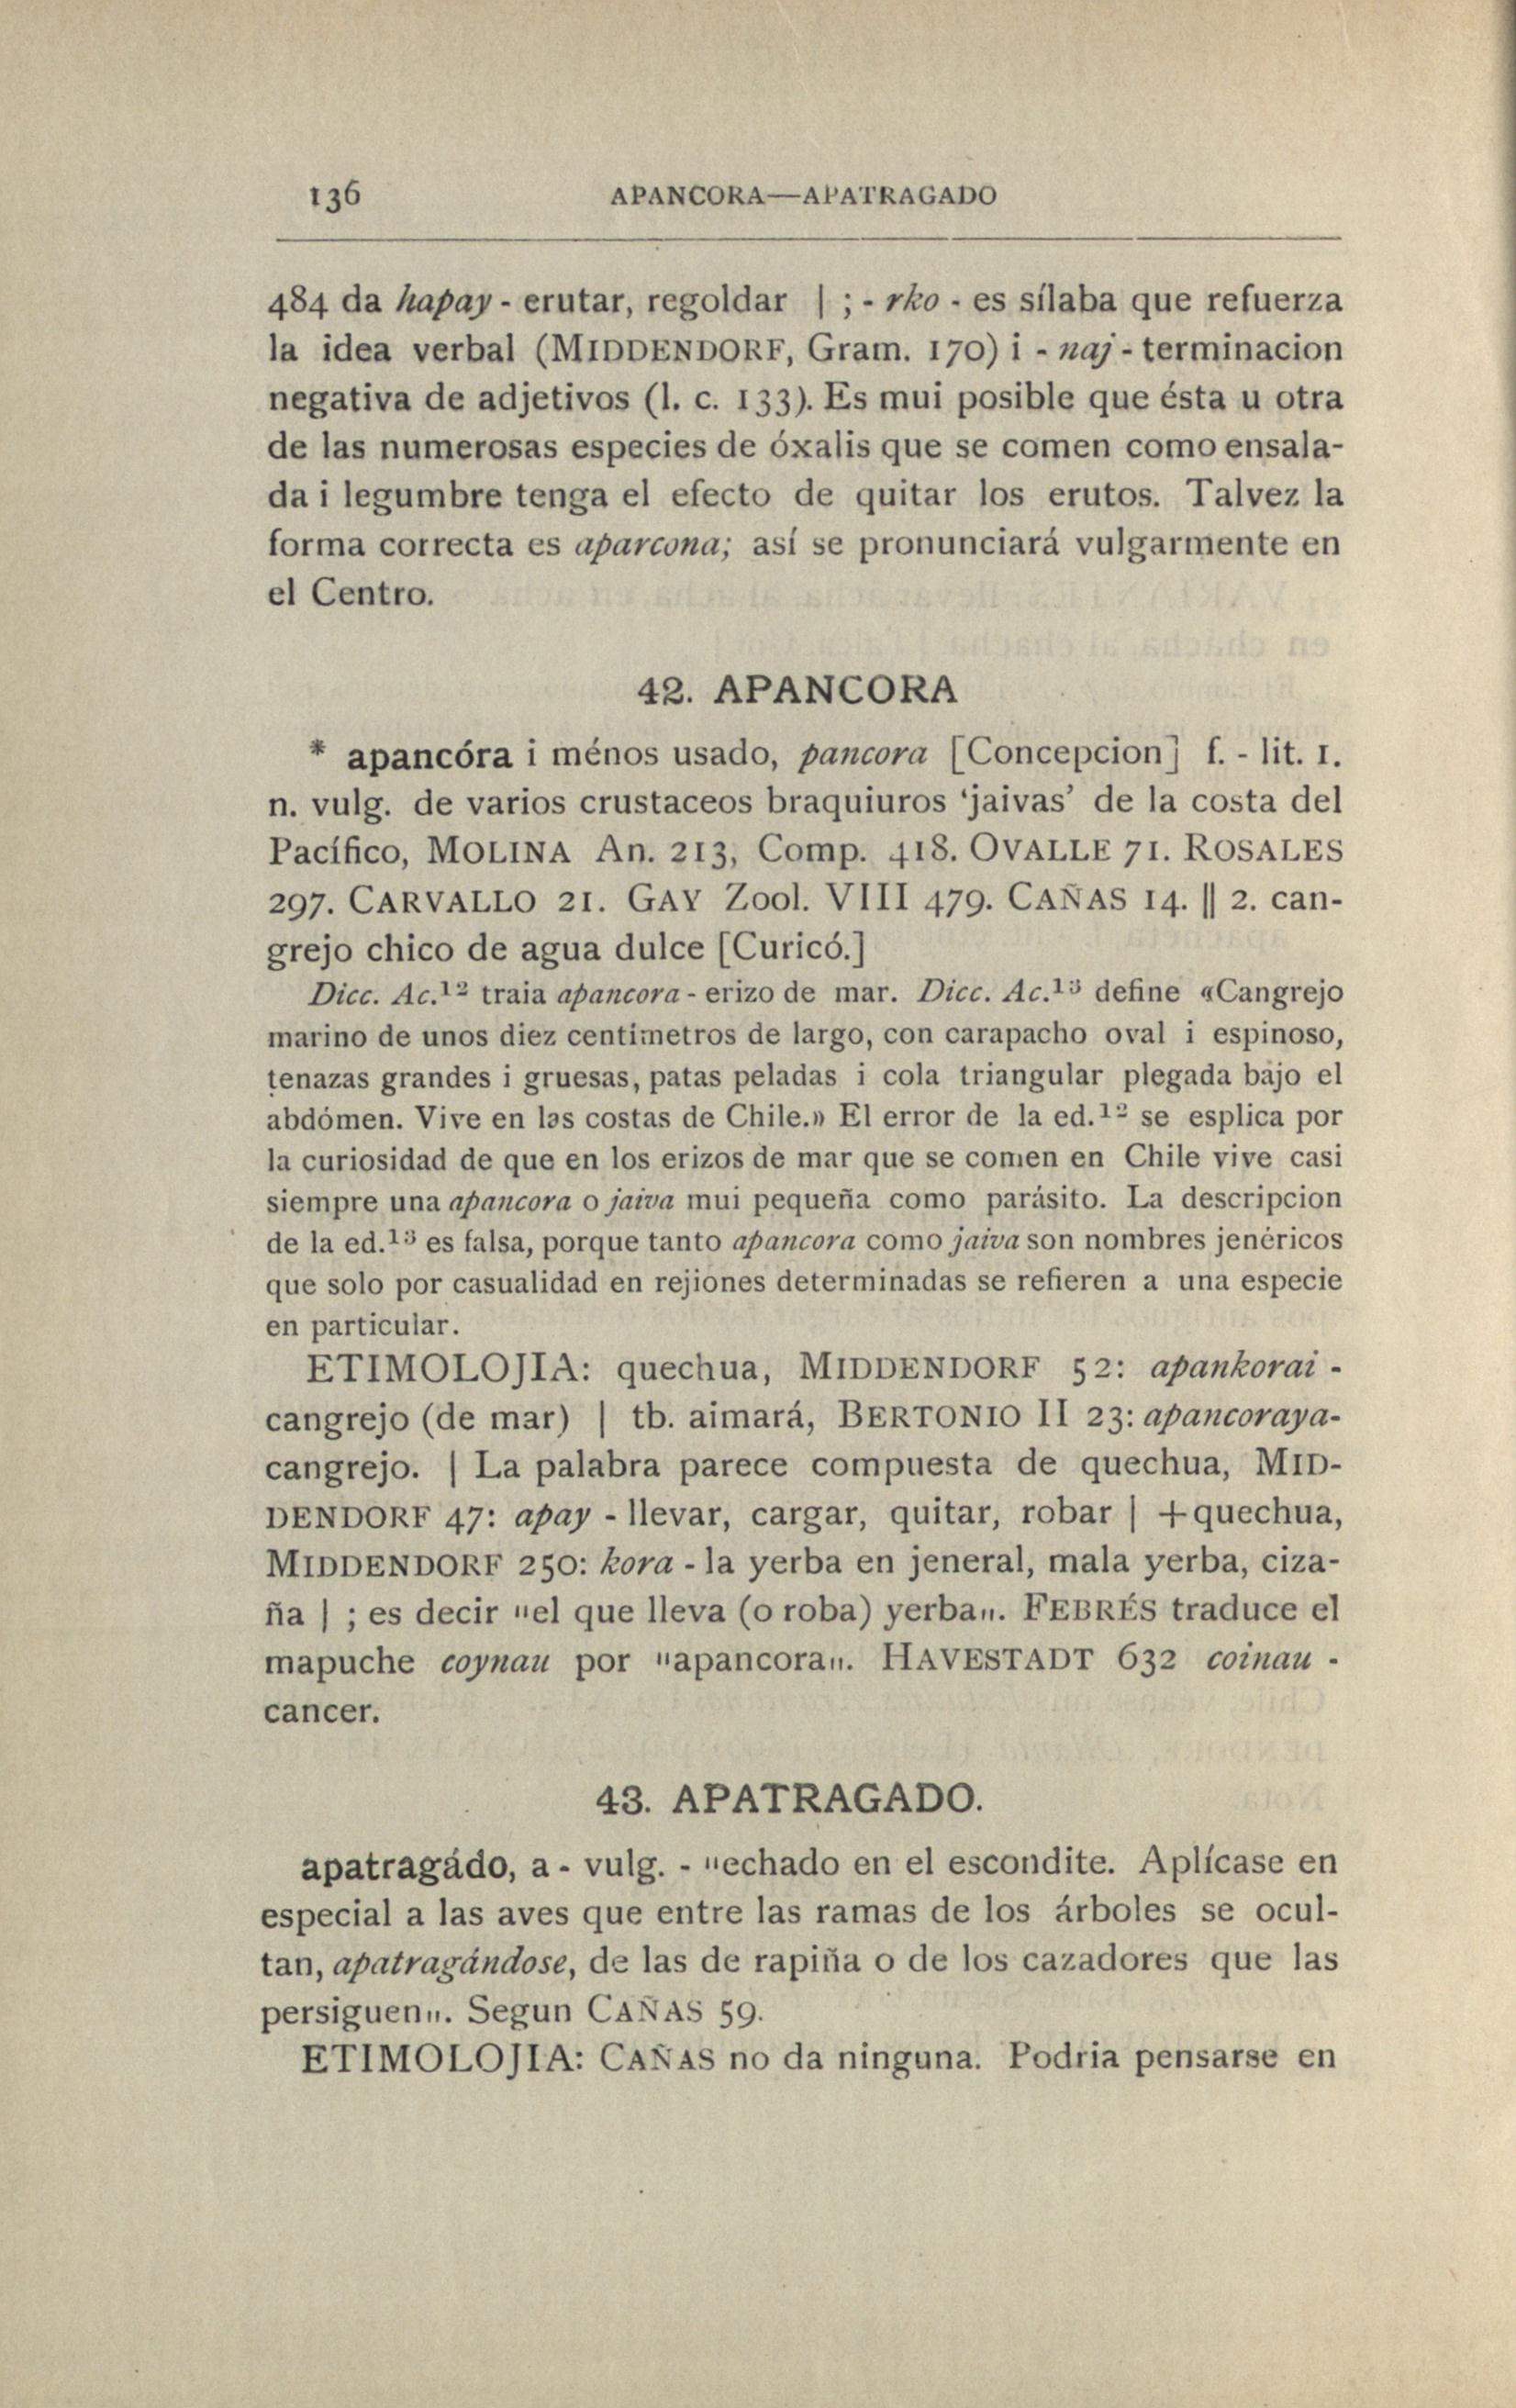 136 APANCORA—APATRAGADO
484 da hapay - erutar, regoldar | ; - rko - es sílaba que refuerza
la idea verbal (MIDDENDORF, Gram. 170) i - naj - terminacion
negativa de adjetivos (l. c. 133). Es mui posible que ésta u otra
de las numerosas especies de óxalis que se comen como ensala-
da i legumbre tenga el efecto de quitar los erutos. Talvez la
forma correcta es aparcona; así se pronunciará vulgarmente en
el Centro.
42. APANCORA
* apancóra i ménos usado, pancora [Concepcion] f. - lit. 1.
n. vulg. de varios crustaceos braquiuros ‘jaivas’ de la costa del
Pacífico, MOLINA An. 213, Comp. 418. OVALLE 71. ROSALES
297. CARVALLO 21. GAY Zool. VIII 479. CAÑAS 14. || 2. can-
grejo chico de agua dulce [Curicó.]
Dicc. Ac.¹² traia apancora - erizo de mar. Dicc. Ac.¹³ define «Cangrejo
marino de unos diez centímetros de largo, con carapacho oval i espinoso,
tenazas grandes i gruesas, patas peladas i cola triangular plegada bajo el
abdómen. Vive en las costas de Chile.» El error de la ed.¹² se esplica por
la curiosidad de que en los erizos de mar que se comen en Chile vive casi
siempre una apancora o jaiva mui pequeña como parásito. La descripcion
de la ed.¹³ es falsa, porque tanto apancora como jaiva son nombres jenéricos
que solo por casualidad en rejiones determinadas se refieren a una especie
en particular.
ETIMOLOJIA: quechua, MIDDENDORF 52: apankorai -
cangrejo (de mar) | tb. aimará, BERTONIO II 23: apancoraya-
cangrejo. | La palabra parece compuesta de quechua, MID-
DENDORF 47: apay - llevar, cargar, quitar, robar | + quechua,
MIDDENDORF 250: kora - la yerba en jeneral, mala yerba, ciza-
ña | ; es decir "el que lleva (o roba) yerba„. FEBRÉS traduce el
mapuche coynau por "apancora„. HAVESTADT 632 coinau -
cancer.
43. APATRAGADO.
apatragádo, a - vulg. - "echado en el escondite. Aplícase en
especial a las aves que entre las ramas de los árboles se ocul-
tan, apatragándose, de las de rapiña o de los cazadores que las
persiguen„. Segun CAÑAS 59.
ETIMOLOJIA: CAÑAS no da ninguna. Podria pensarse en